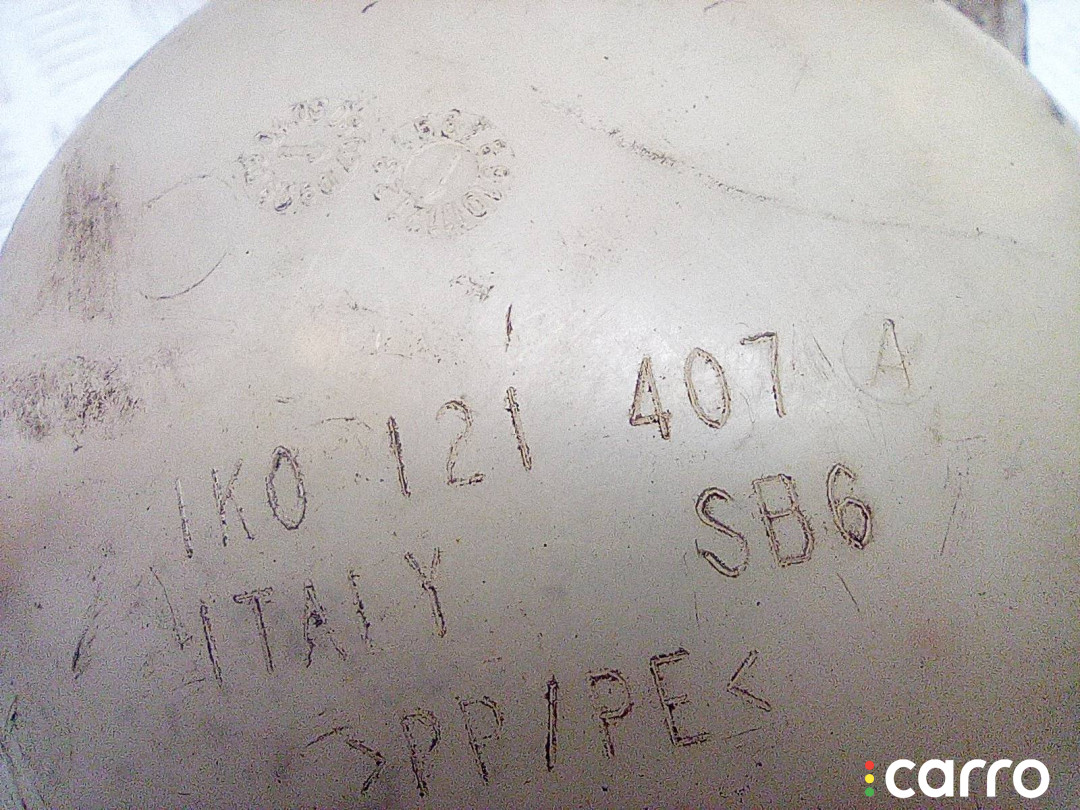 1K0 121 407 A
ITALY SB6
>PP/PE<
carro